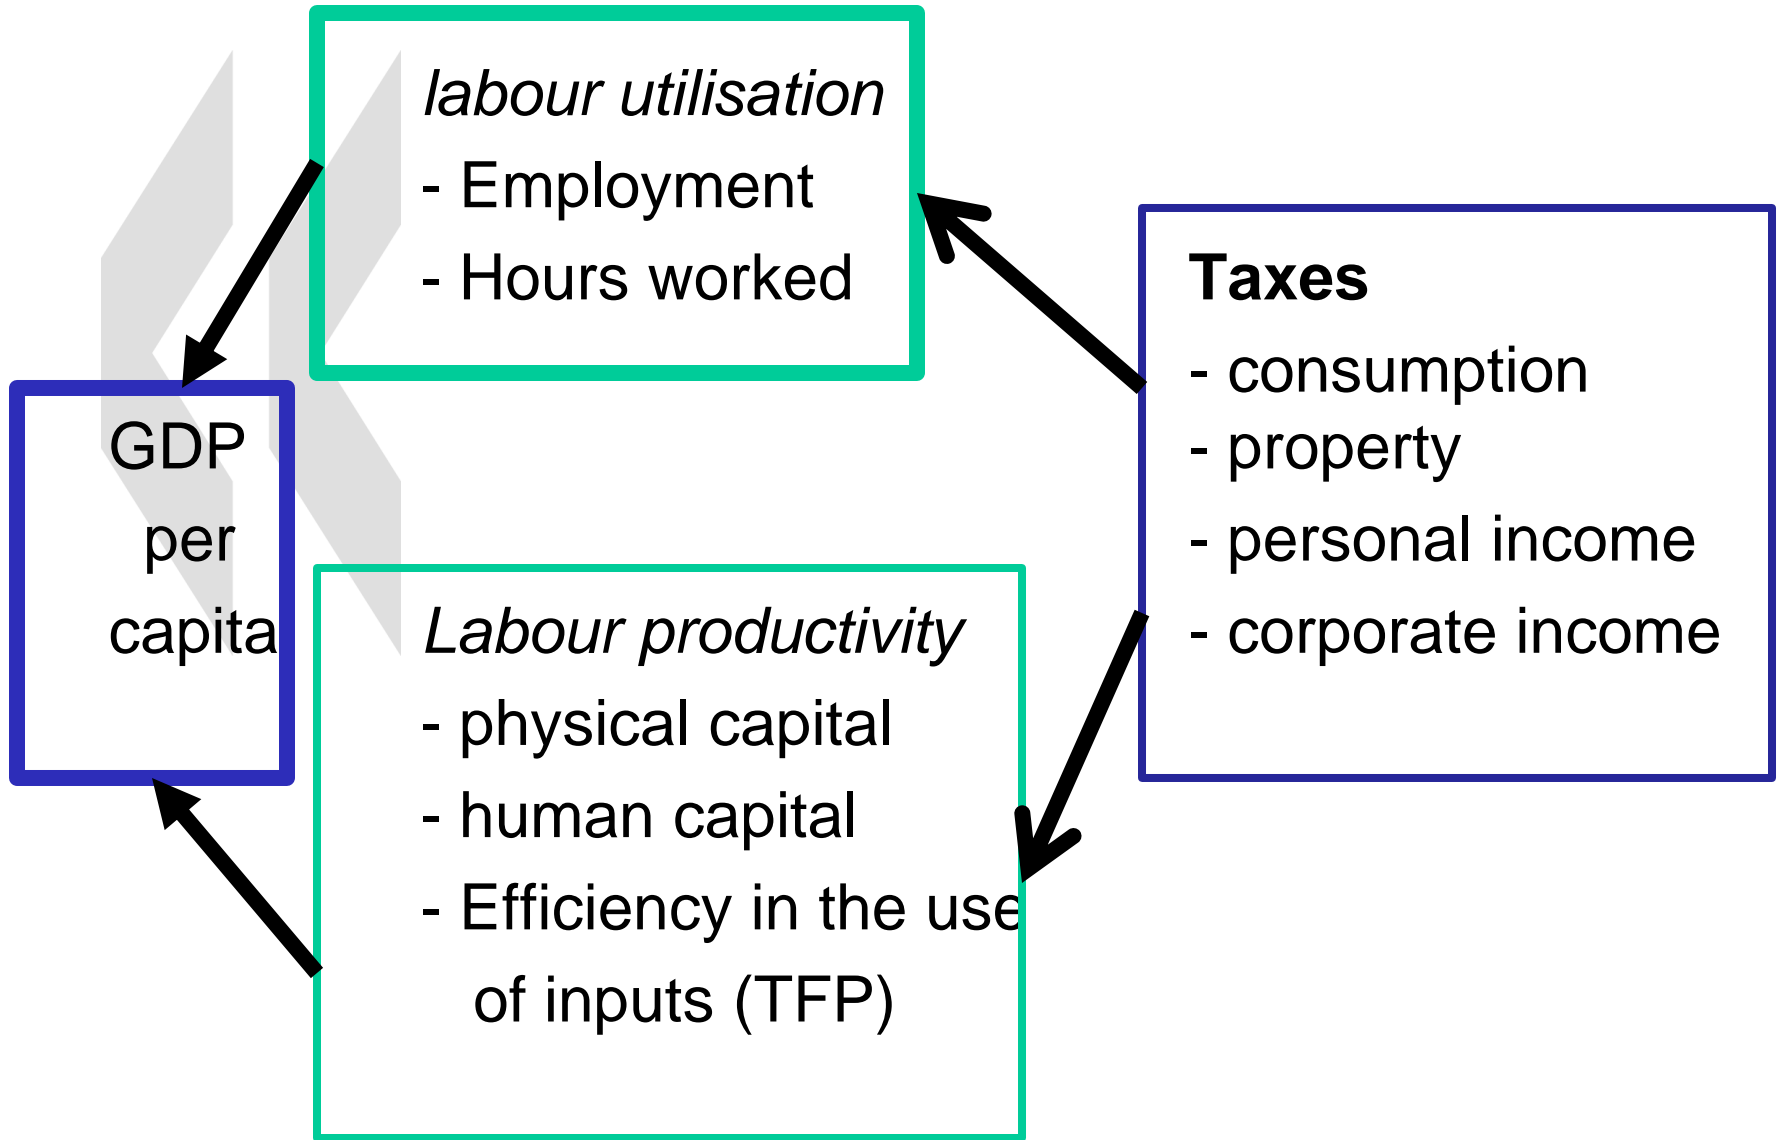 labour utilisation
- Employment
- Hours worked
GDP
per
capita
Labour productivity
- physical capital
- human capital
- Efficiency in the use
of inputs (TFP)
Taxes
- consumption
- property
- personal income
- corporate income